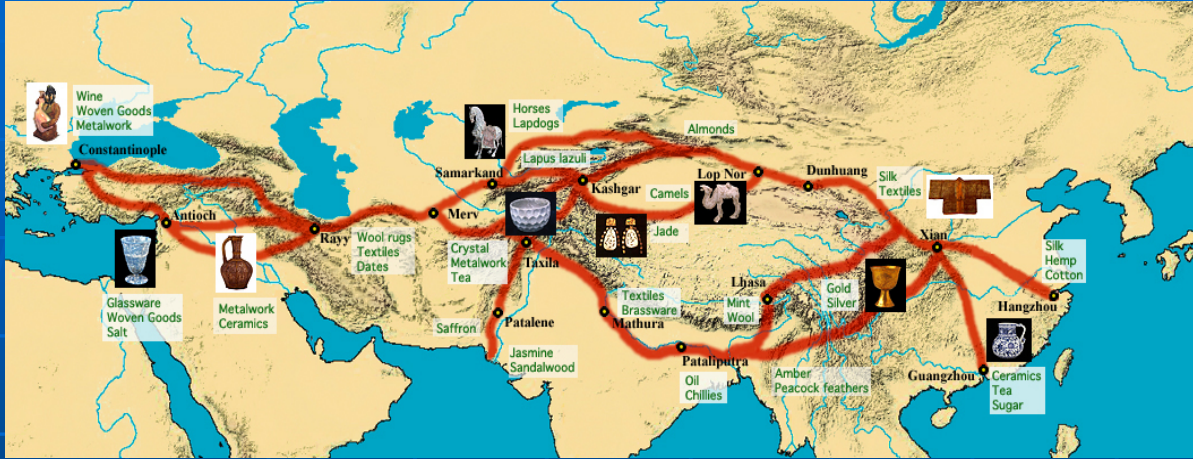 Wine
Woven Goods
Metalwork
Constantinople
Antioch
Glassware
Woven Goods
Salt
Metalwork
Ceramics
Rayy
Wool rugs
Textiles
Dates
Merv
Samarkand
Horses
Lapdogs
Lapus lazuli
Kashgar
Crystal
Metalwork
Tea
Taxila
Saffron
Patalene
Jasmine
Sandalwood
Almonds
Camels
Lop Nor
Dunhuang
Jade
Textiles
Brassware
Mathura
Pataliputra
Oil
Chillies
Lhasa
Mint
Wool
Gold
Silver
Amber
Peacock feathers
Silk
Textiles
Xian
Silk
Hemp
Cotton
Hangzhou
Guangzhou
Ceramics
Tea
Sugar